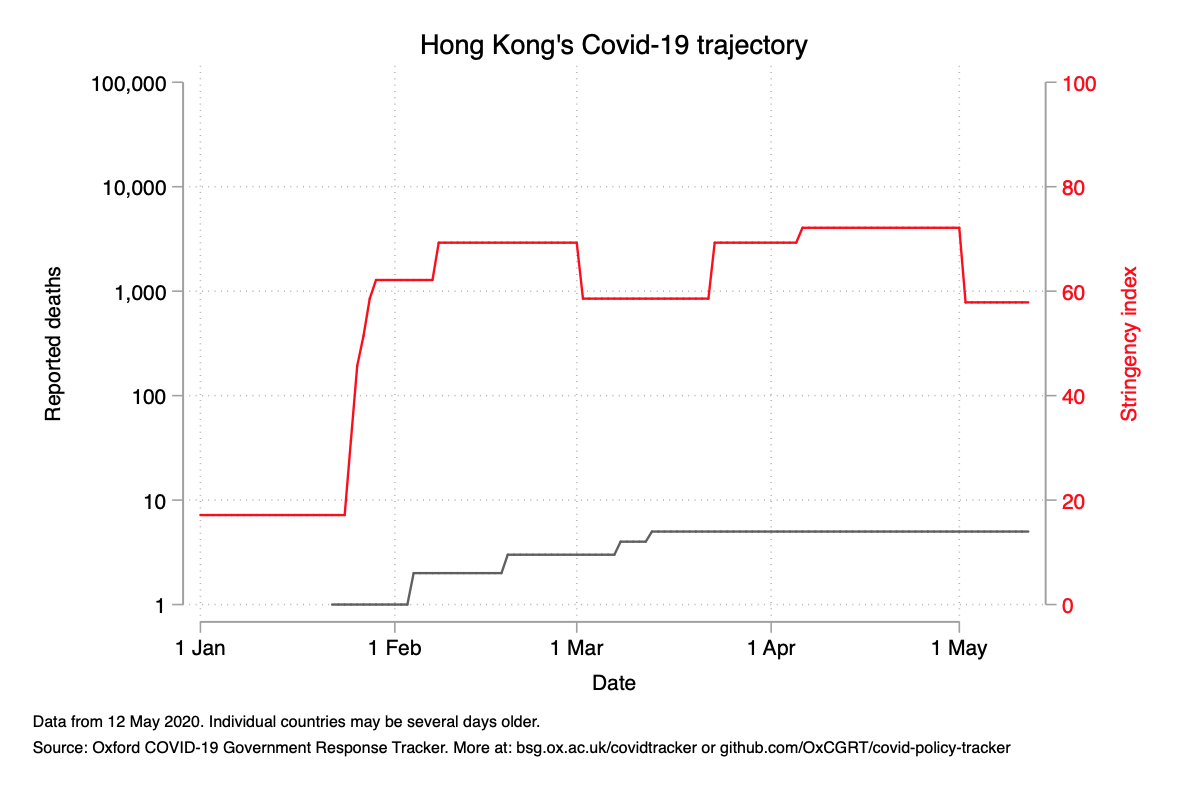 Hong Kong's Covid-19 trajectory
100,000
10,000
1,000
100
10
1
Reported deaths
100
80
60
40
20
0
Stringency index
1 Jan
1 Feb
1 Mar
1 Apr
1 May
Date
Data from 12 May 2020. Individual countries may be several days older.
Source: Oxford COVID-19 Government Response Tracker. More at: bsg.ox.ac.uk/covidtracker or github.com/OxCGRT/covid-policy-tracker